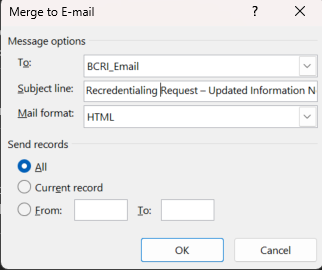 Merge to E-mail
?
Message options
To:
BCRI_Email
Subject line:
Recredentialing Request – Updated Information N
Mail format:
HTML
Send records
All
Current record
From:
To:
OK
Cancel